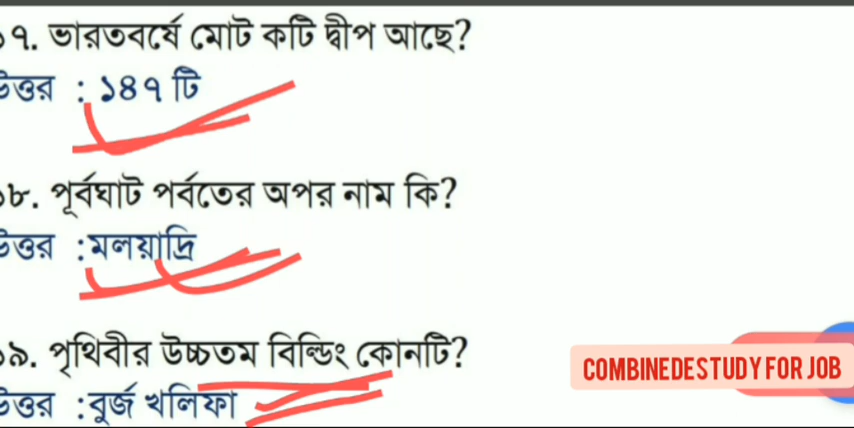 ১৭. ভারতবর্ষে মোট কটি দ্বীপ আছে?
উত্তর : ১৪৭ টি
১৮. পূর্বঘাট পর্বতের অপর নাম কি?
উত্তর :মলয়াদ্রি
১৯. পৃথিবীর উচ্চতম বিল্ডিং কোনটি?
COMBINEDESTUDY FOR JOB
উত্তর :বুর্জ খলিফা